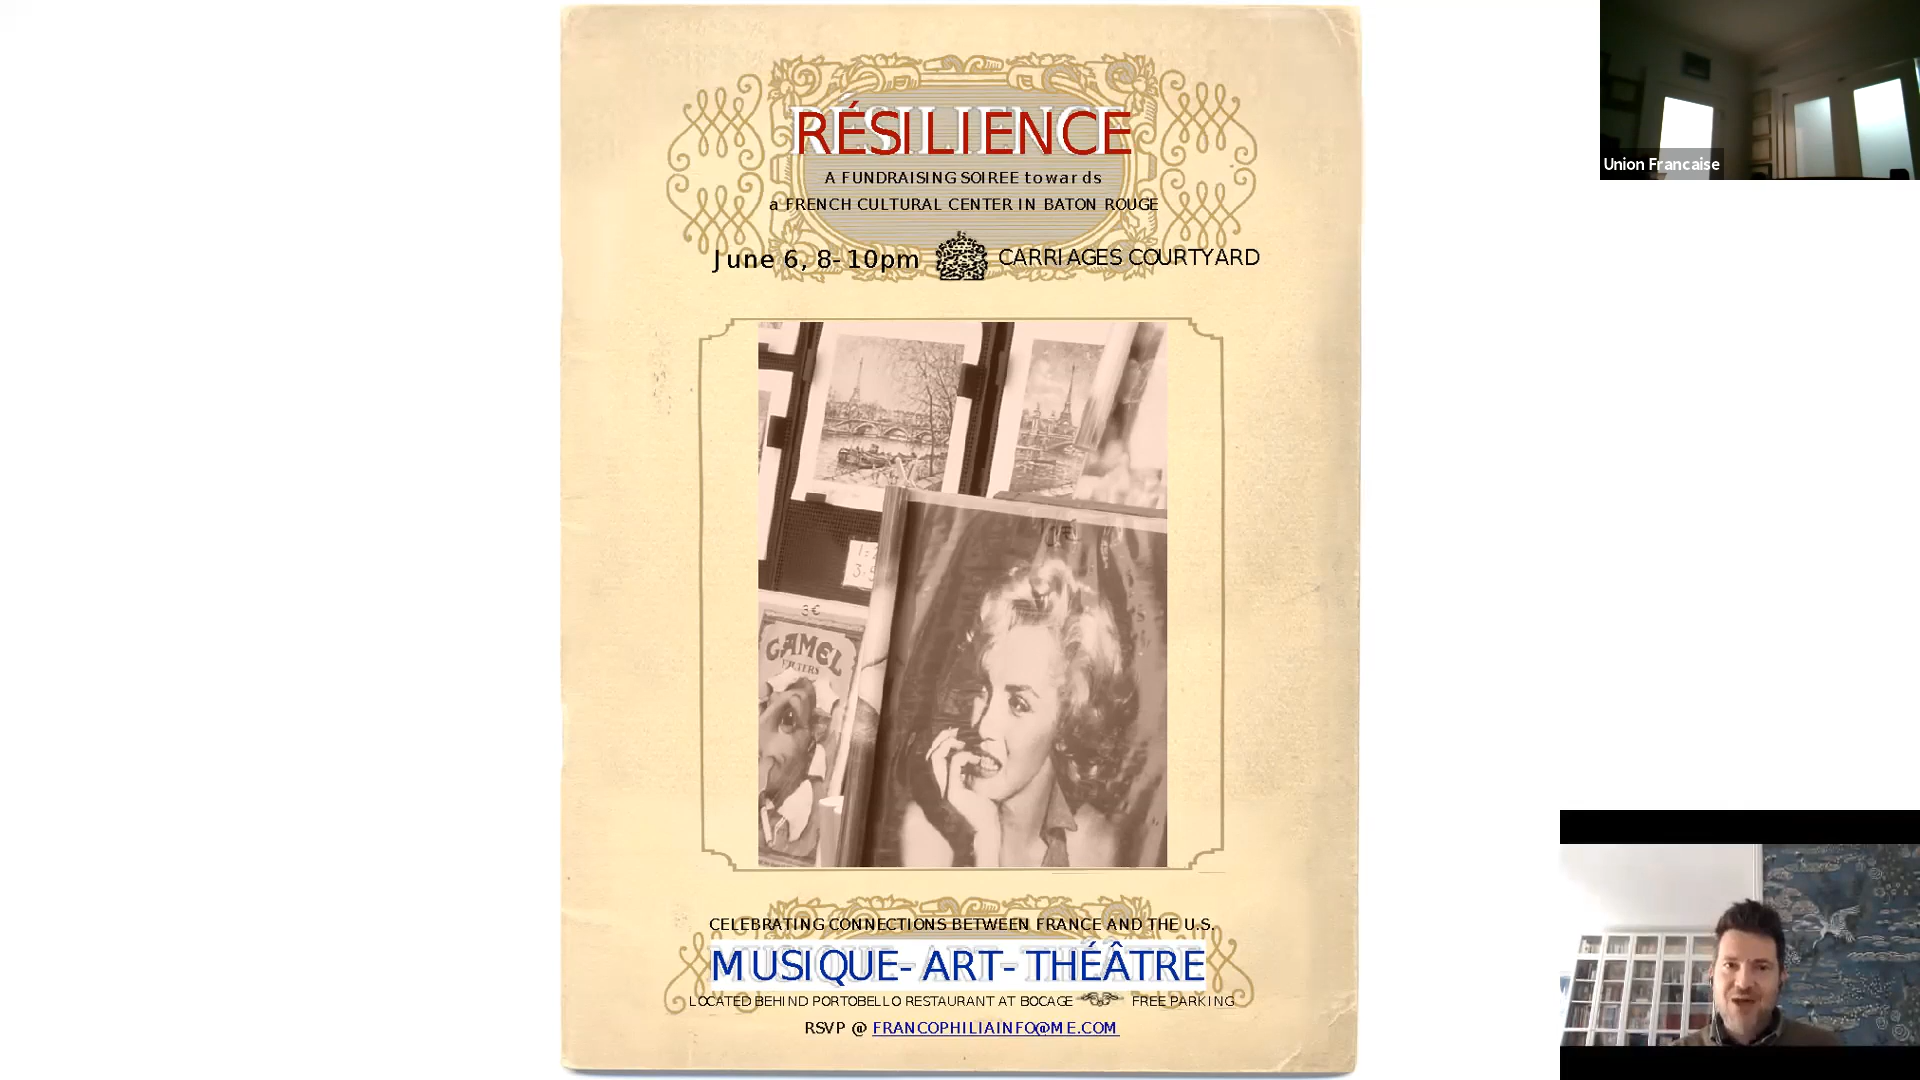 RÉSILIENCE
A FUNDRAISING SOIREE towards
a FRENCH CULTURAL CENTER IN BATON ROUGE
June 6, 8-10pm CARRIAGES COURTYARD
3€
CAMEL
FILTERS
CELEBRATING CONNECTIONS BETWEEN FRANCE AND THE U.S.
MUSIQUE-ART-THÉÂTRE
LOCATED BEHIND PORTOBELLO RESTAURANT AT BOCAGE FREE PARKING
RSVP @ FRANCOPHILIAINFO@ME.COM
Union Francaise